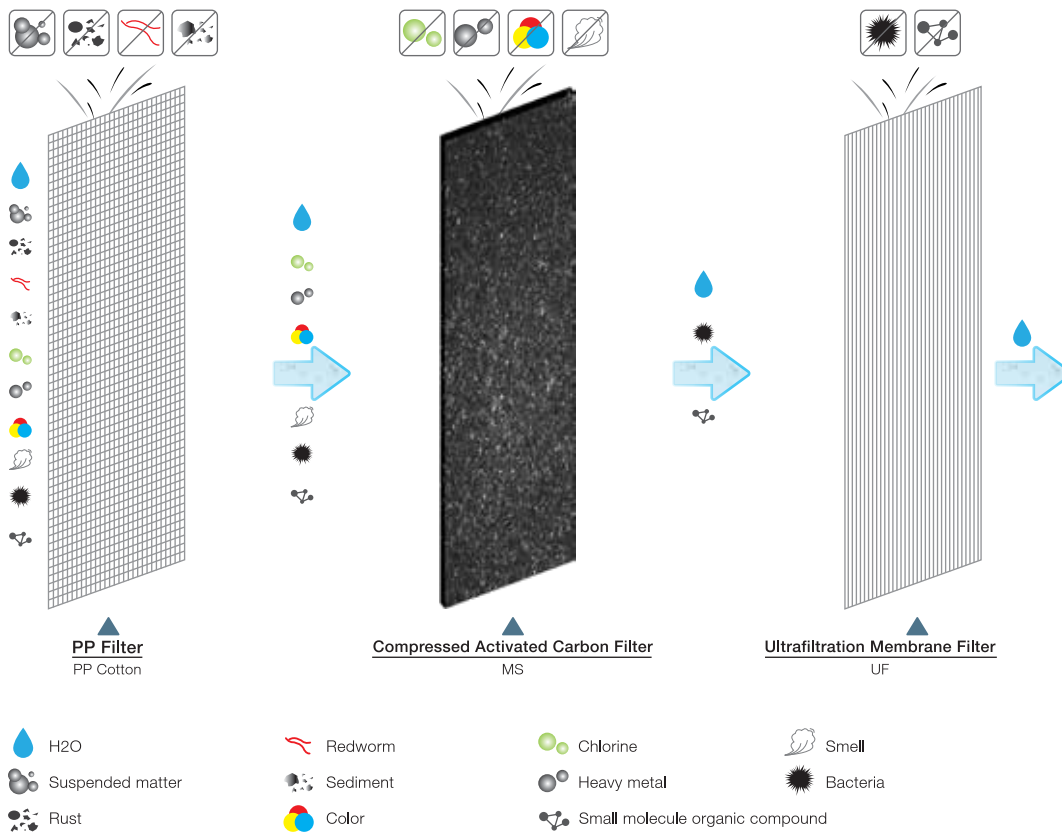 PP Filter
PP Cotton
Compressed Activated Carbon Filter
MS
Ultrafiltration Membrane Filter
UF
H2O
Redworm
Chlorine
Smell
Suspended matter
Sediment
Heavy metal
Bacteria
Rust
Color
Small molecule organic compound